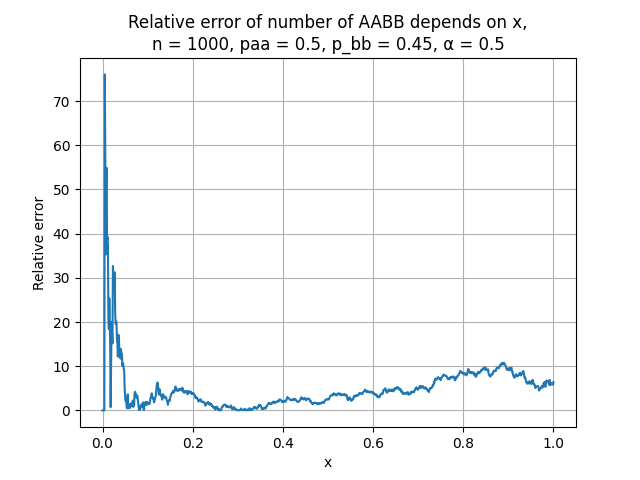 Relative error of number of AABB depends on x,
n = 1000, paa = 0.5, p_bb = 0.45, α = 0.5
70
60
50
40
30
20
10
0
Relative error
0.0 0.2 0.4 0.6 0.8 1.0
x